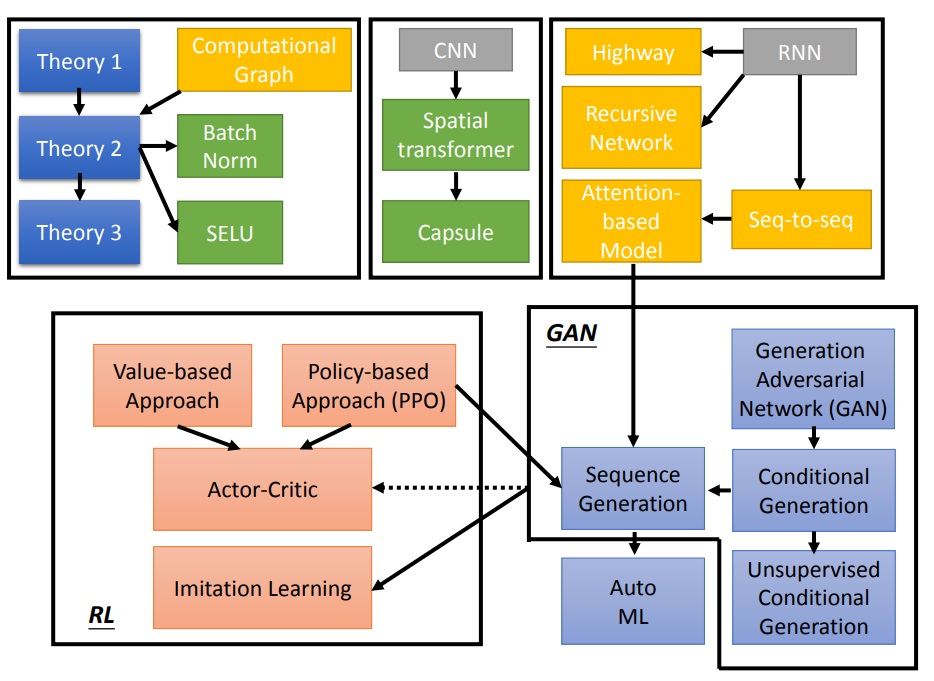 Theory 1
Computational
Graph
Theory 2
Batch
Norm
Theory 3
SELU
CNN
Spatial
transformer
Capsule
Highway
RNN
Recursive
Network
Attention-
based
Model
Seq-to-seq
RL
Value-based
Approach
Policy-based
Approach (PPO)
Actor-Critic
Imitation Learning
GAN
Generation
Adversarial
Network (GAN)
Sequence
Generation
Conditional
Generation
Auto
ML
Unsupervised
Conditional
Generation